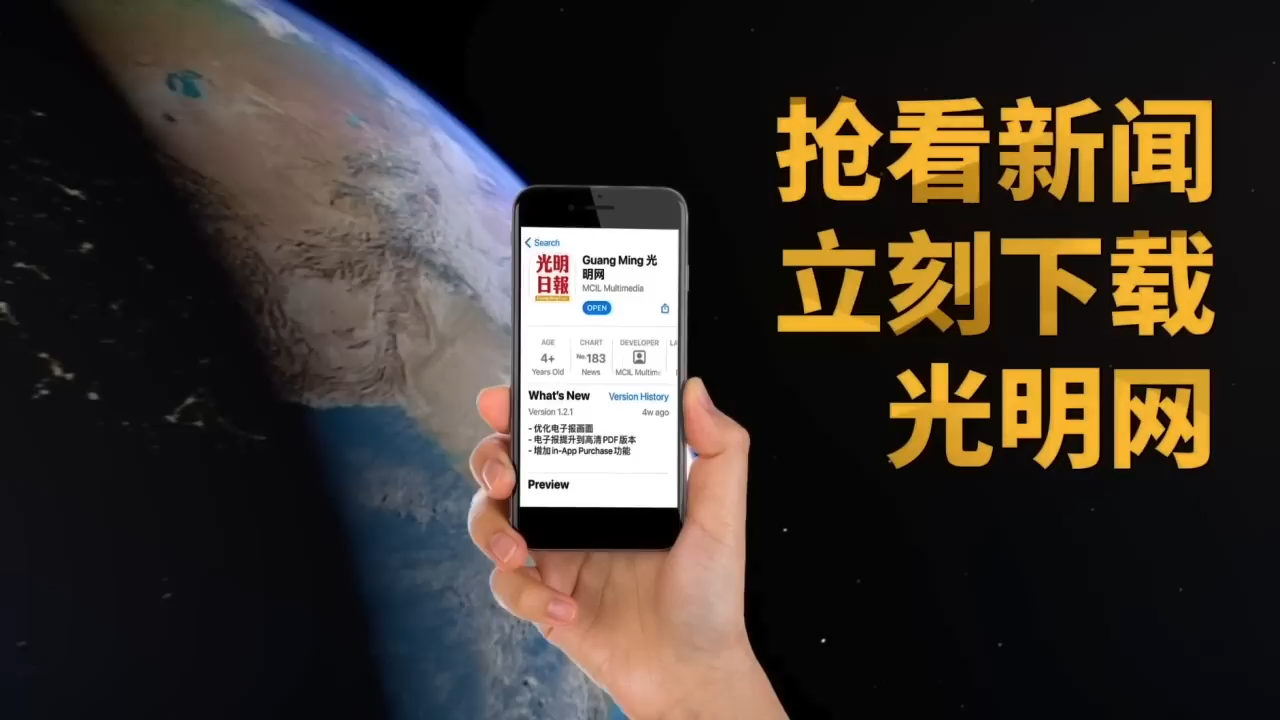 抢看新闻
立刻下载
光明网
Search
光明
日報
Guang Ming 光
明网
MCIL Multimedia
OPEN
AGE
4+
Years Old
CHART
No.183
News
DEVELOPER
MCIL Multime
What's New
Version History
Version 1.2.1
4w ago
- 优化电子报画面
- 电子报提升到高清PDF版本
- 增加in-App Purchase功能
Preview